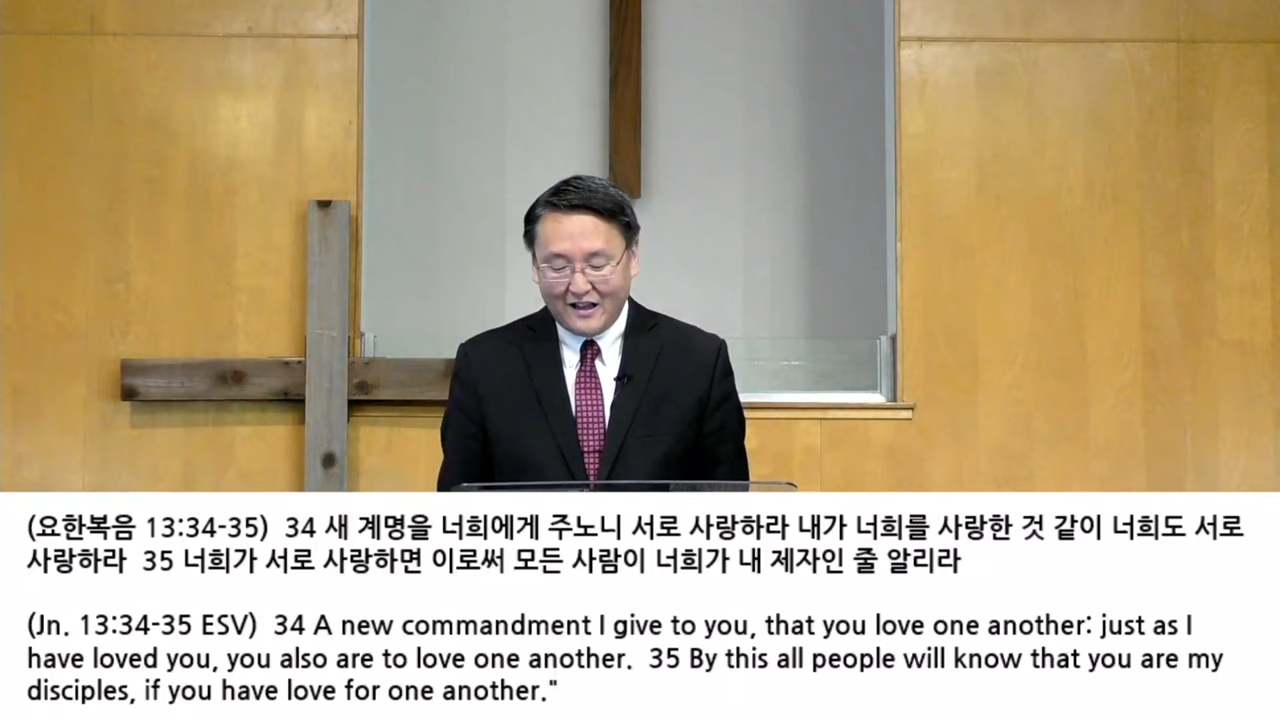 (요한복음 13:34-35)  34 새 계명을 너희에게 주노니 서로 사랑하라 내가 너희를 사랑한 것 같이 너희도 서로
사랑하라  35 너희가 서로 사랑하면 이로써 모든 사람이 너희가 내 제자인 줄 알리라
(Jn. 13:34-35 ESV)  34 A new commandment I give to you, that you love one another: just as I
have loved you, you also are to love one another.  35 By this all people will know that you are my
disciples, if you have love for one another."